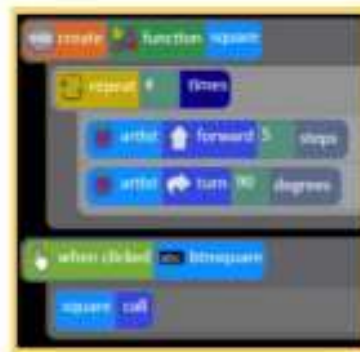 create function square
repeat 4 times
artist forward 5 steps
artist turn 90 degrees
when clicked abc btnsquare
square call